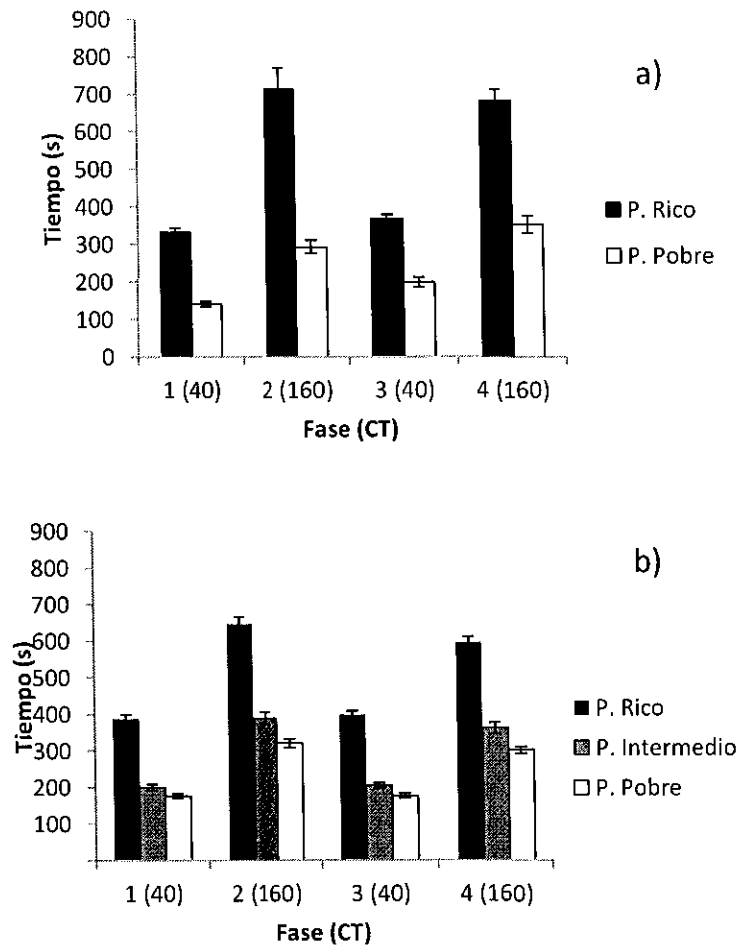 900
800
700
600
500
400
300
200
100
0
Tiempo (s)
1 (40) 2 (160) 3 (40) 4 (160)
Fase (CT)
a)
P. Rico
P. Pobre
900
800
700
600
500
400
300
200
100
Tiempo (s)
1 (40) 2 (160) 3 (40) 4 (160)
Fase (CT)
b)
P. Rico
P. Intermedio
P. Pobre